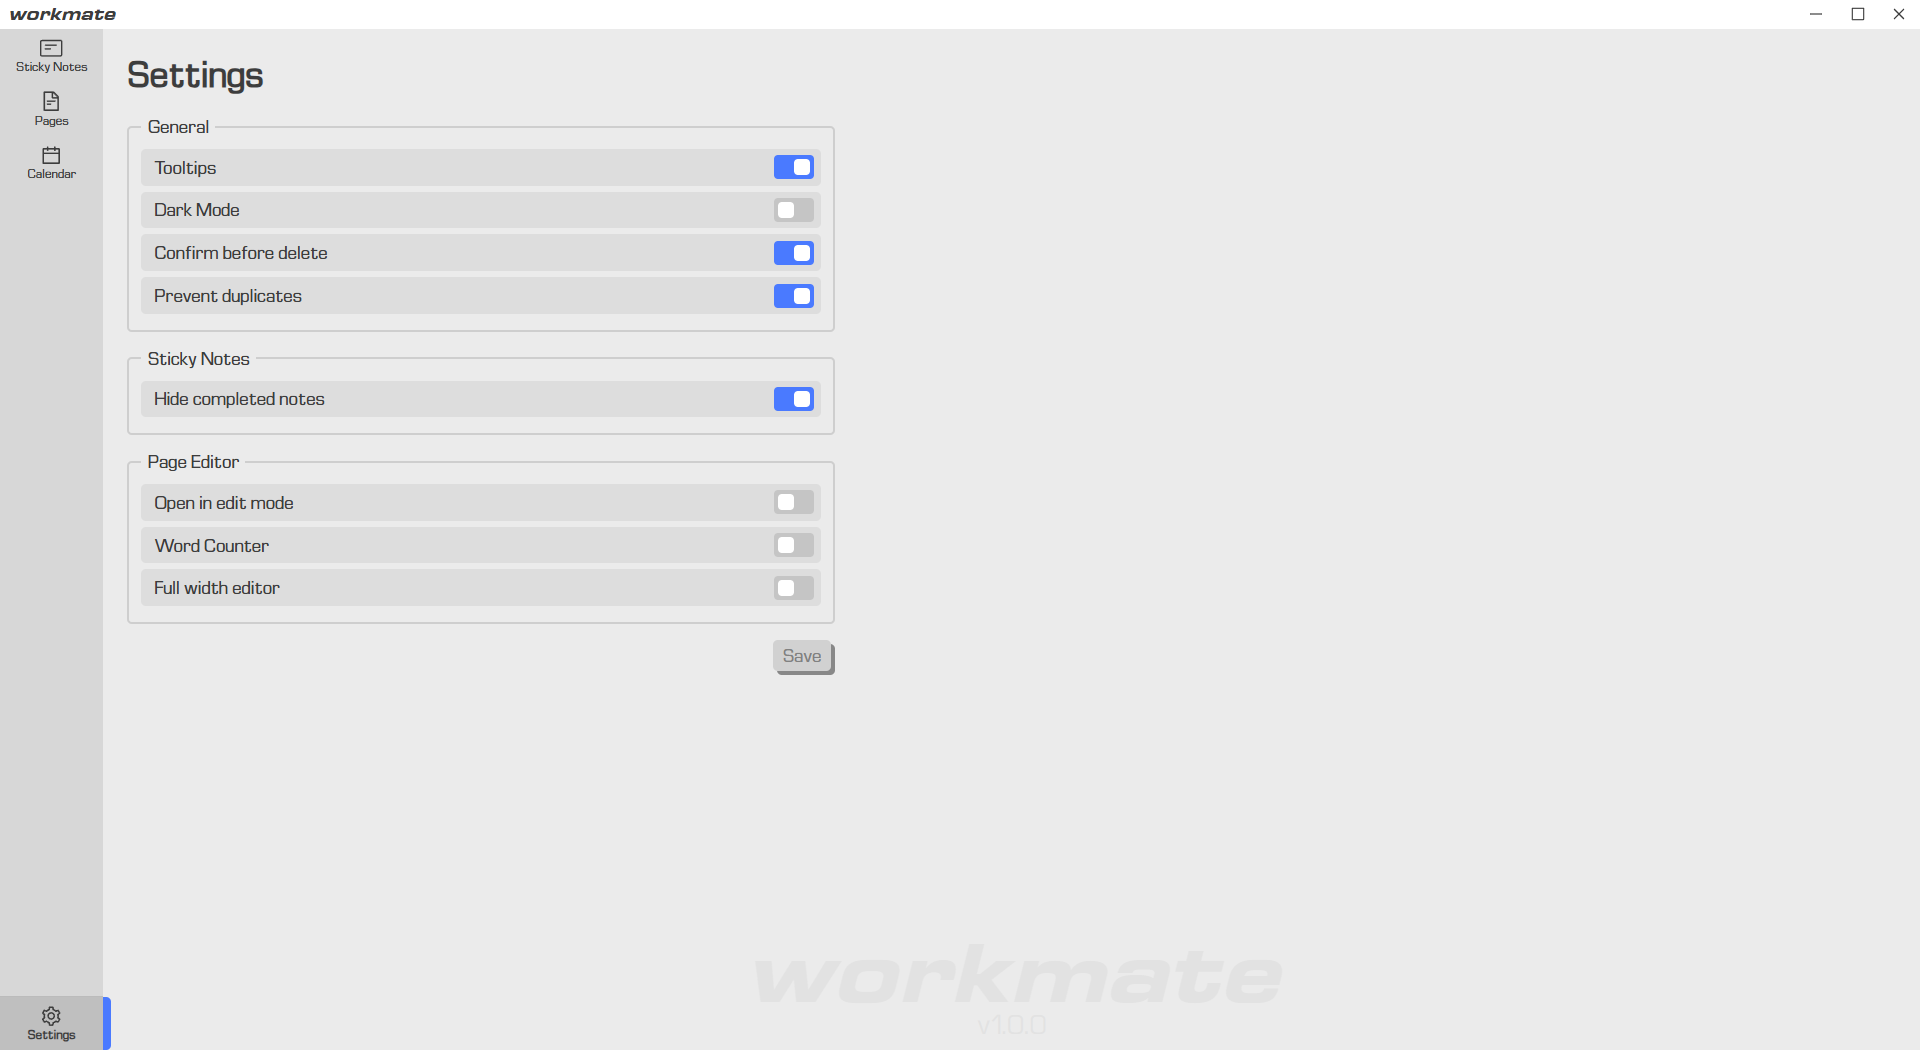 workmate
Sticky Notes
Pages
Calendar
Settings
General
Tooltips
Dark Mode
Confirm before delete
Prevent duplicates
Sticky Notes
Hide completed notes
Page Editor
Open in edit mode
Word Counter
Full width editor
Save
workmate
v1.0.0
Settings